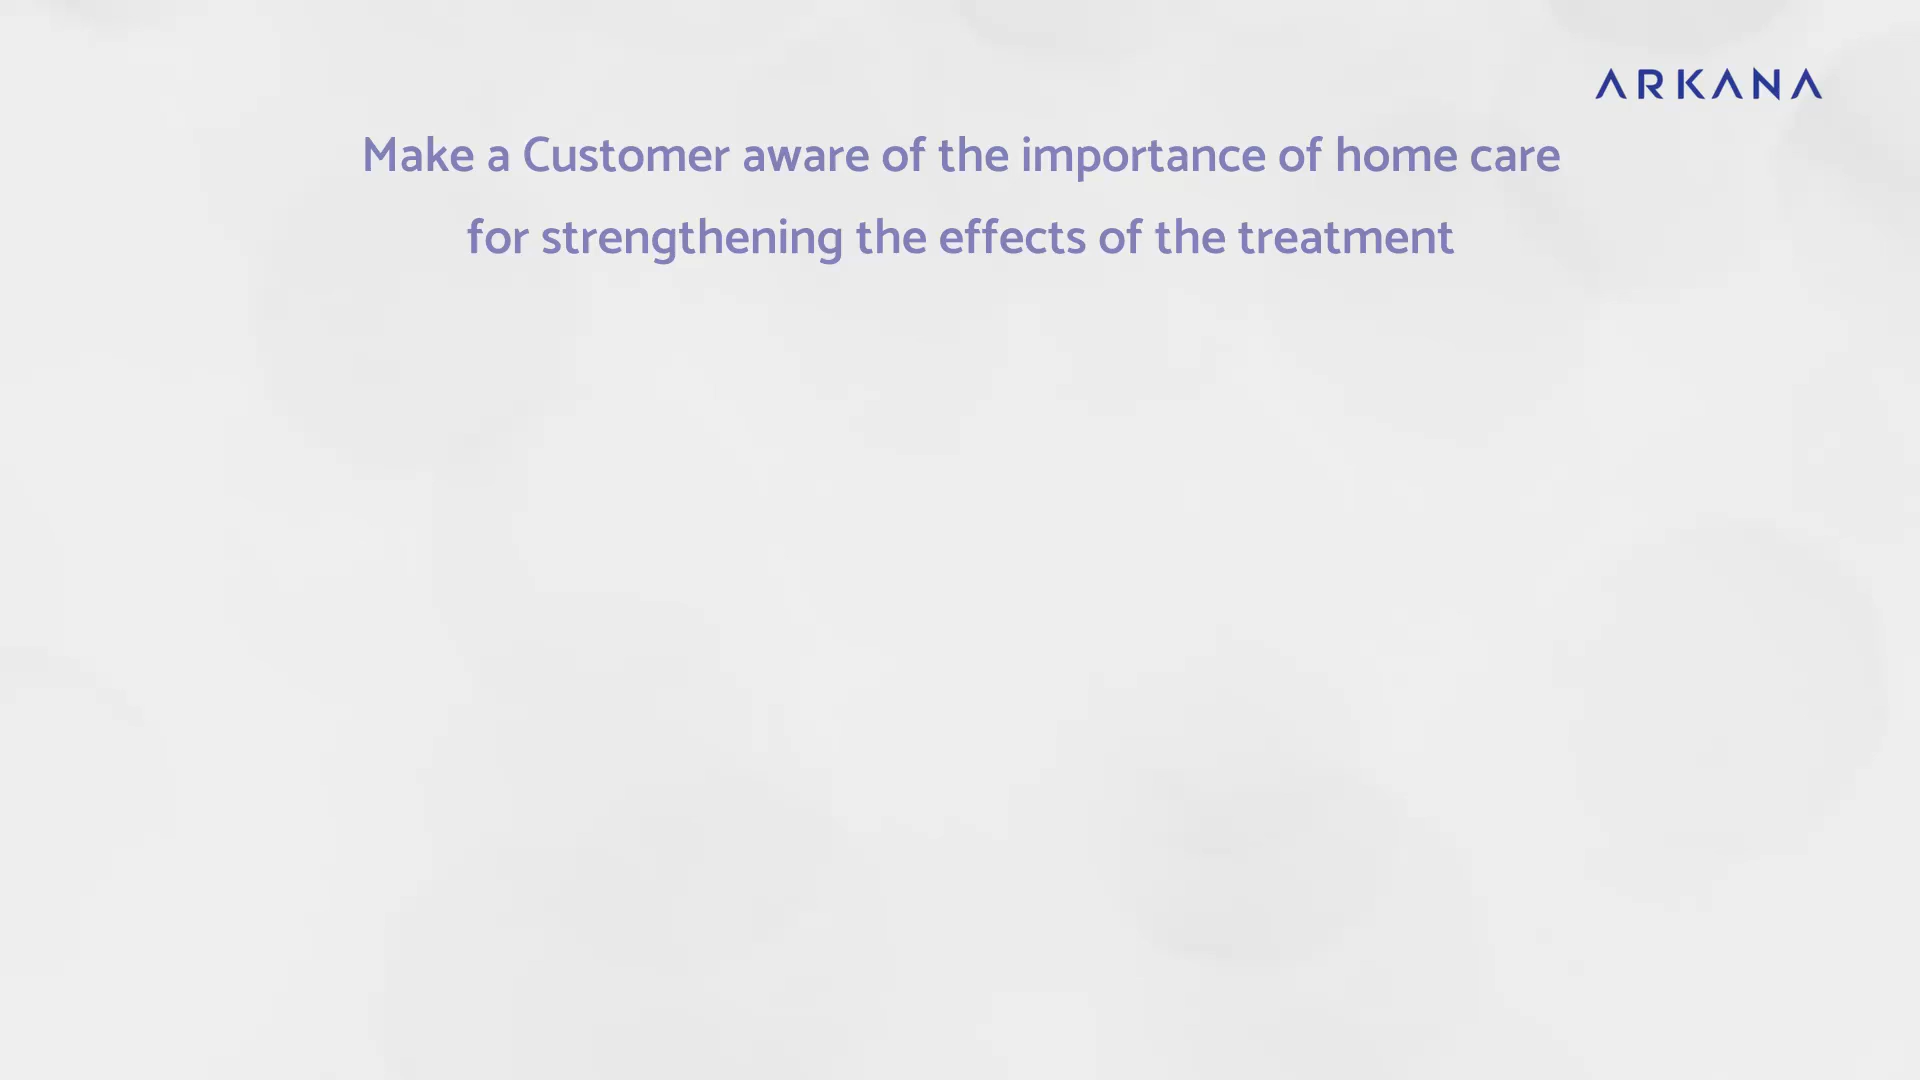 ARKANA
Make a Customer aware of the importance of home care
for strengthening the effects of the treatment